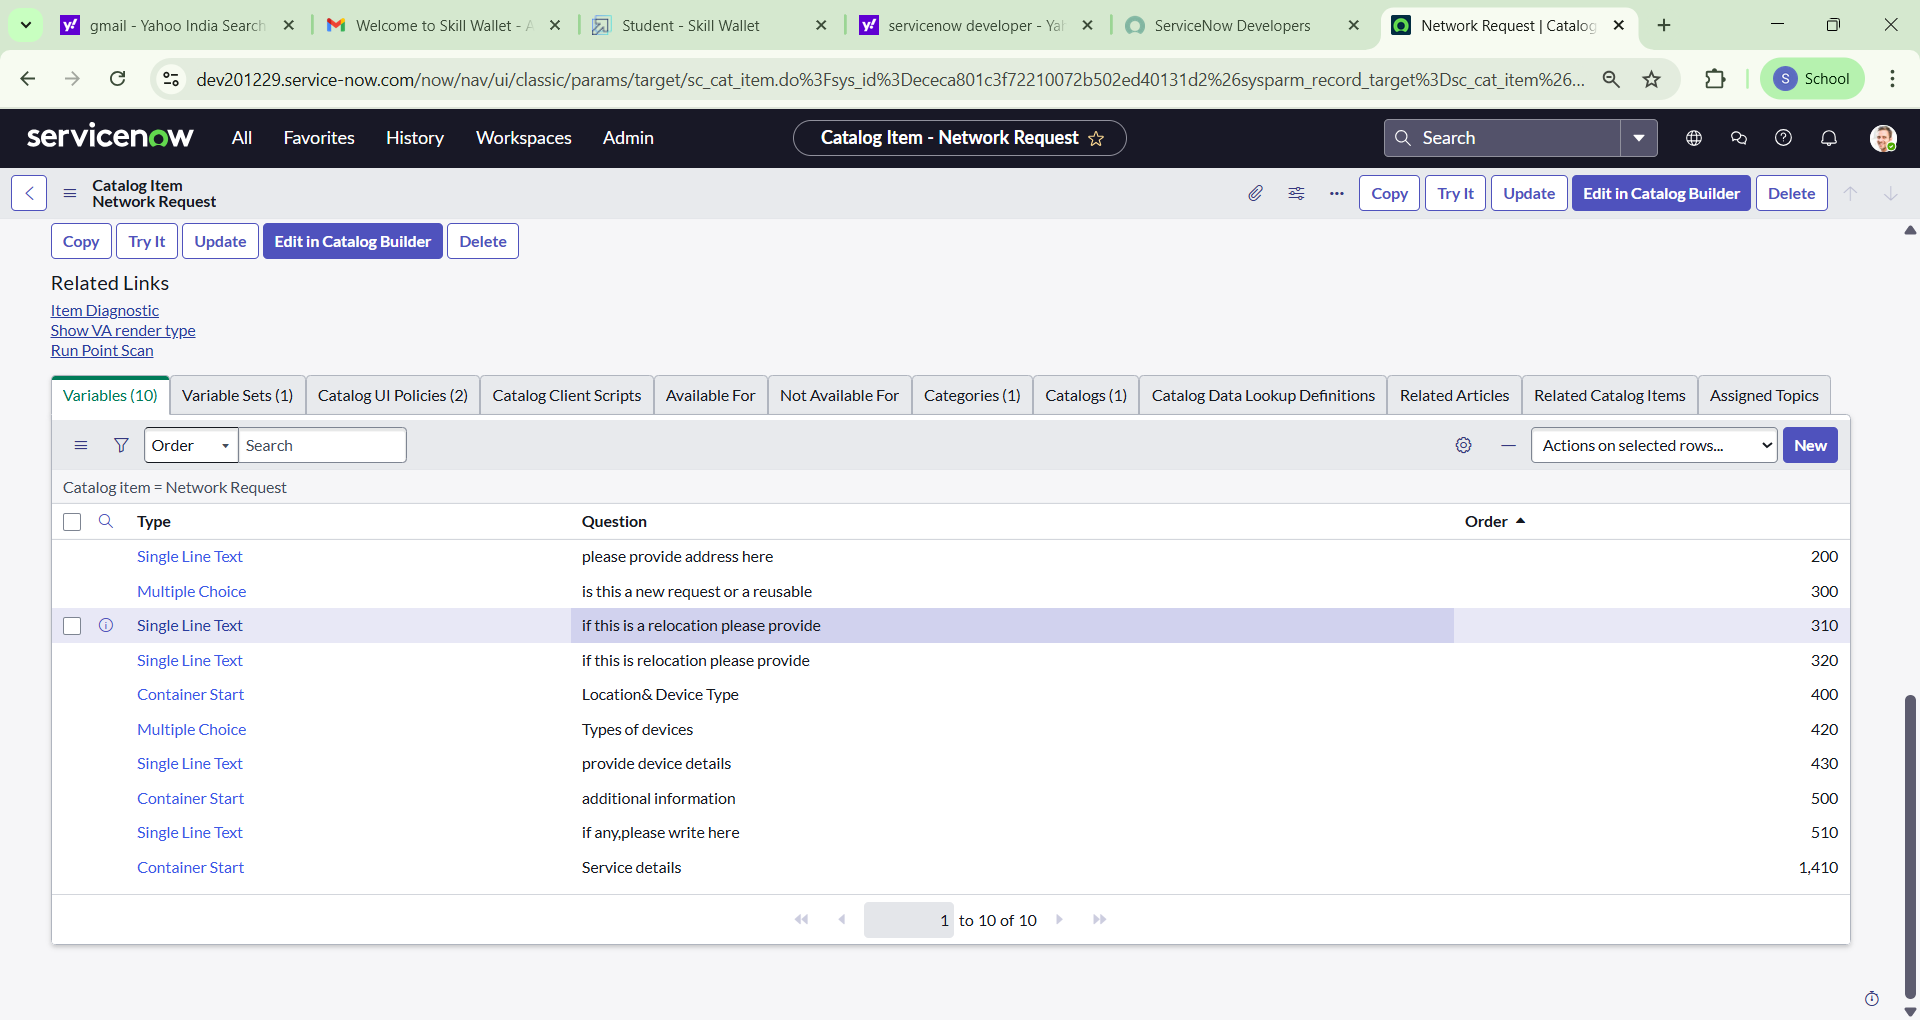 gmail - Yahoo India Search
Welcome to Skill Wallet - A
Student - Skill Wallet
servicenow developer - Yah
ServiceNow Developers
Network Request | Catalog
dev201229.service-now.com/now/nav/ui/classic/params/target/sc_cat_item.do%3Fsys_id%3Dececa801c3f72210072b502ed40131d2%26sysparm_record_target%3Dsc_cat_item%26...
S School
servicenow All Favorites History Workspaces Admin Catalog Item - Network Request Search
Catalog Item
Network Request
Copy Try It Update Edit in Catalog Builder Delete
Copy Try It Update Edit in Catalog Builder Delete
Related Links
Item Diagnostic
Show VA render type
Run Point Scan
Variables (10) Variable Sets (1) Catalog UI Policies (2) Catalog Client Scripts Available For Not Available For Categories (1) Catalogs (1) Catalog Data Lookup Definitions Related Articles Related Catalog Items Assigned Topics
Order Search Actions on selected rows... New
Catalog item = Network Request
Type Question Order
Single Line Text please provide address here 200
Multiple Choice is this a new request or a reusable 300
Single Line Text if this is a relocation please provide 310
Single Line Text if this is relocation please provide 320
Container Start Location& Device Type 400
Multiple Choice Types of devices 420
Single Line Text provide device details 430
Container Start additional information 500
Single Line Text if any,please write here 510
Container Start Service details 1,410
1 to 10 of 10